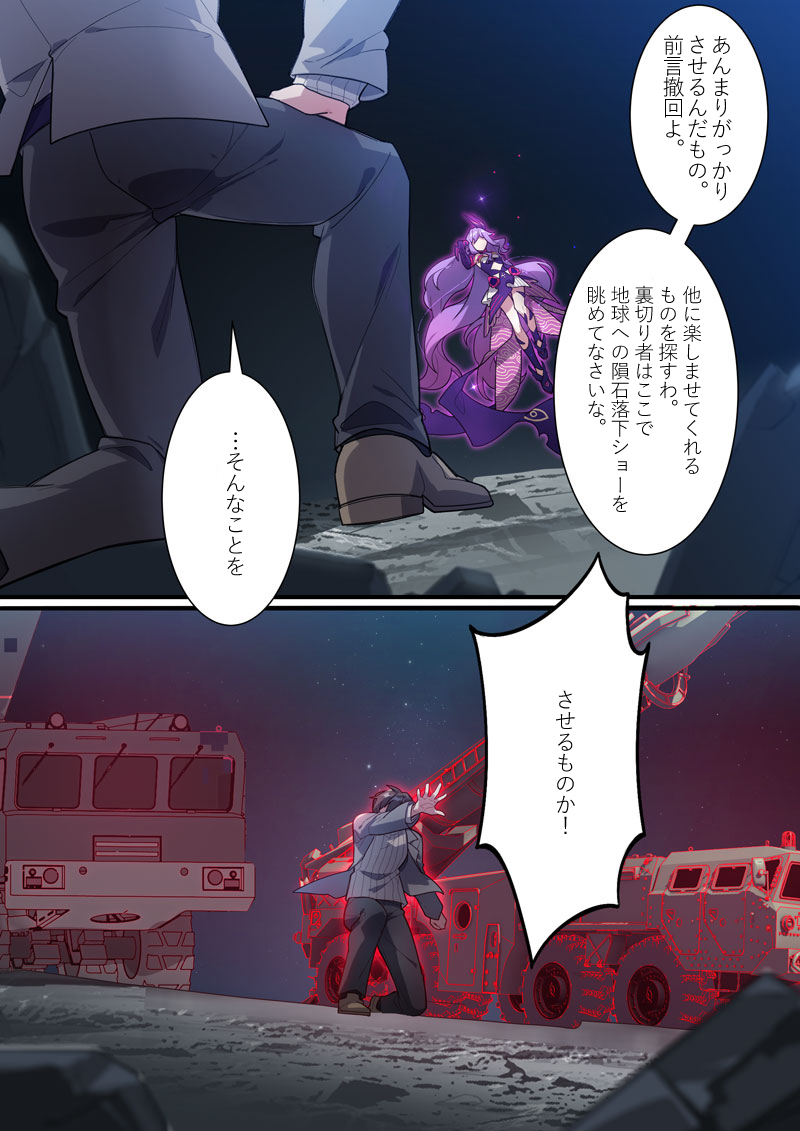 あんまりがっかり
させるんだもの。
前言撤回よ。
他に楽しませてくれる
ものを探すわ。
裏切り者はここで
地球への隕石落下ショーを
眺めてなさいな。
…そんなことを
させるものか！